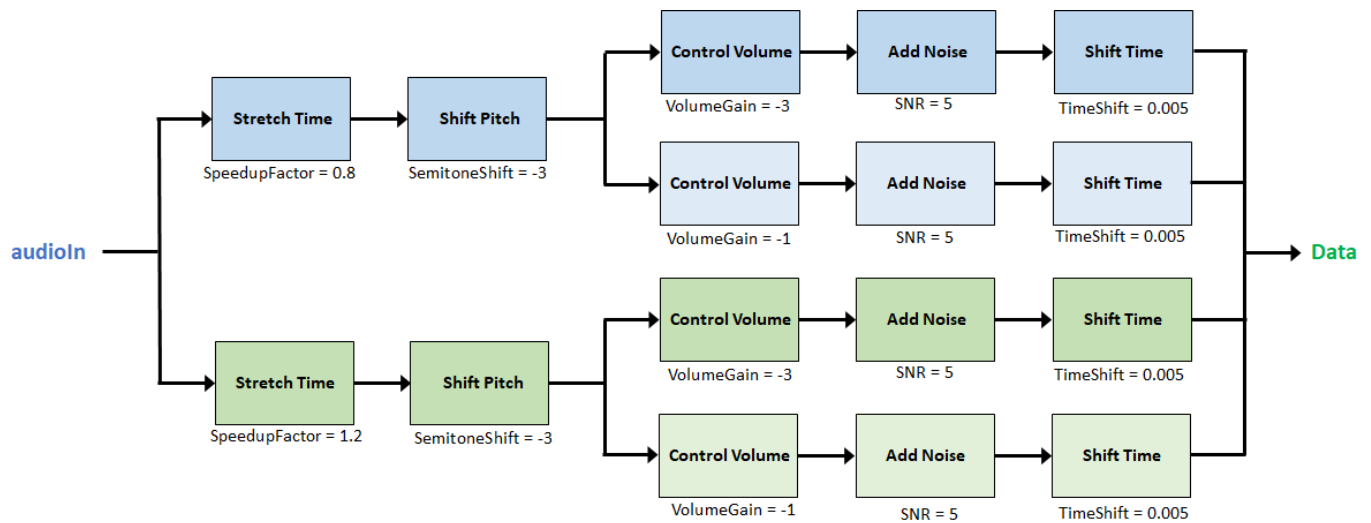 Control Volume
Add Noise
Shift Time
VolumeGain = -3
SNR = 5
TimeShift = 0.005
Stretch Time
Shift Pitch
SpeedupFactor = 0.8
SemitoneShift = -3
Control Volume
Add Noise
Shift Time
VolumeGain = -1
SNR = 5
TimeShift = 0.005
audioIn
Data
Control Volume
Add Noise
Shift Time
VolumeGain = -3
SNR = 5
TimeShift = 0.005
Stretch Time
Shift Pitch
SpeedupFactor = 1.2
SemitoneShift = -3
Control Volume
Add Noise
Shift Time
VolumeGain = -1
SNR = 5
TimeShift = 0.005